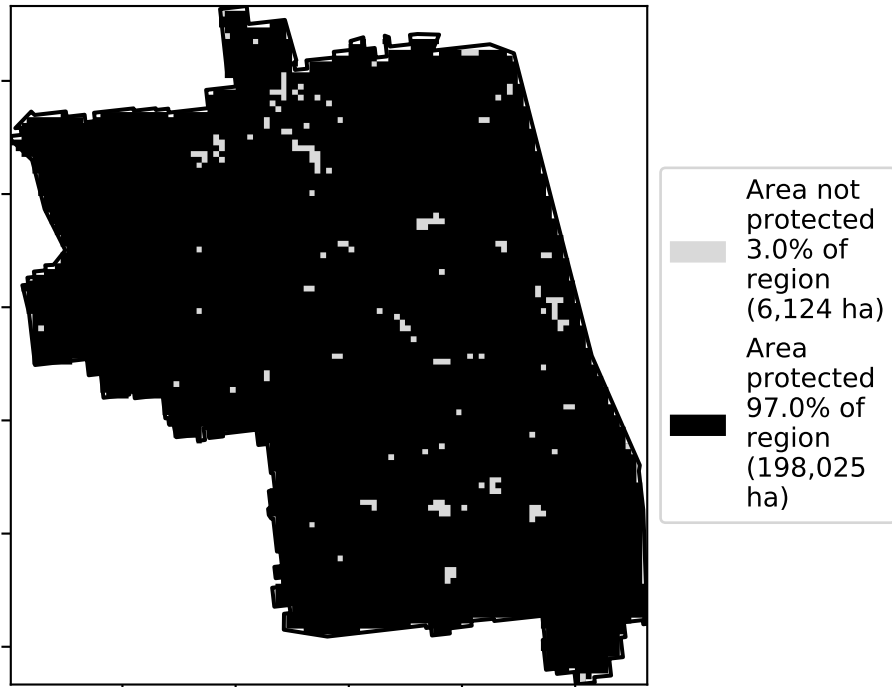 Area not
protected
3.0% of
region
(6,124 ha)
Area
protected
97.0% of
region
(198,025
ha)